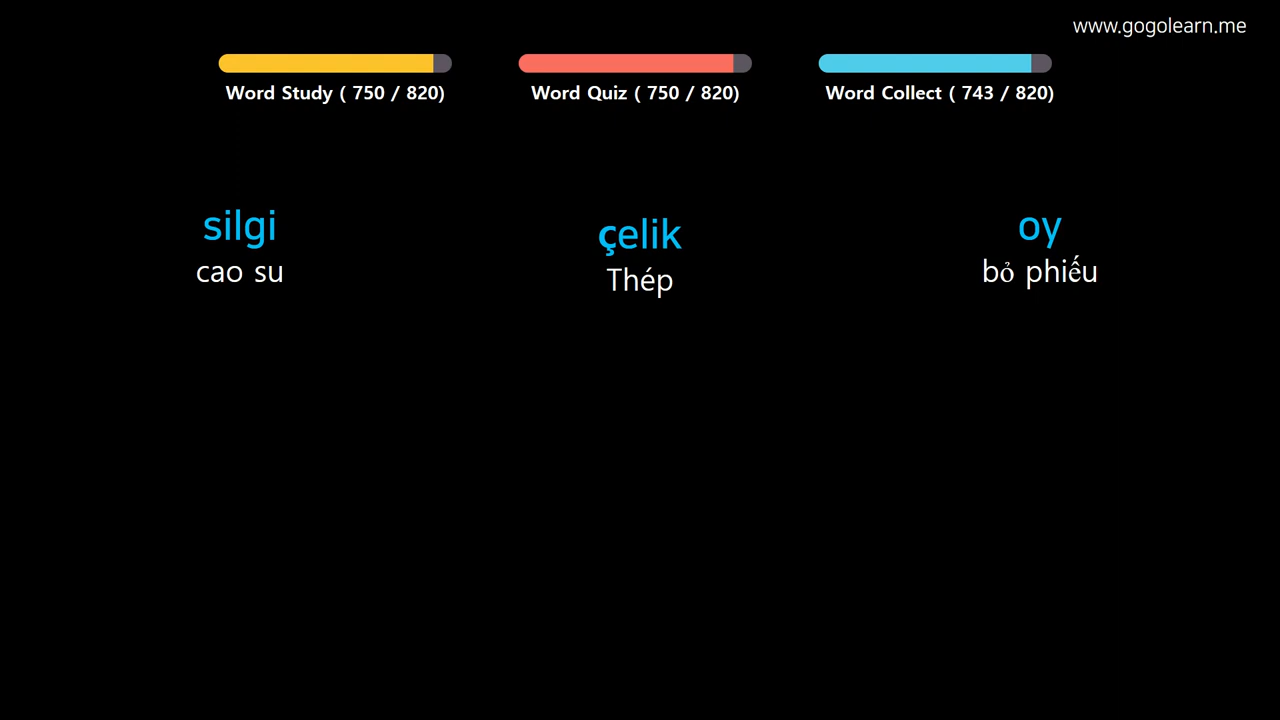 www.gogolearn.me
Word Study ( 750 / 820)
Word Quiz ( 750 / 820)
Word Collect ( 743 / 820)
silgi
cao su
çelik
Thép
oy
bỏ phiếu